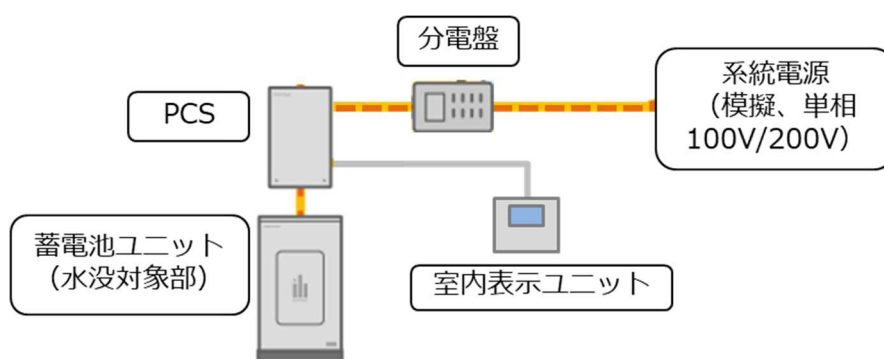 分電盤
系統電源
（模擬、単相
100V/200V）
PCS
蓄電池ユニット
（水没対象部）
室内表示ユニット